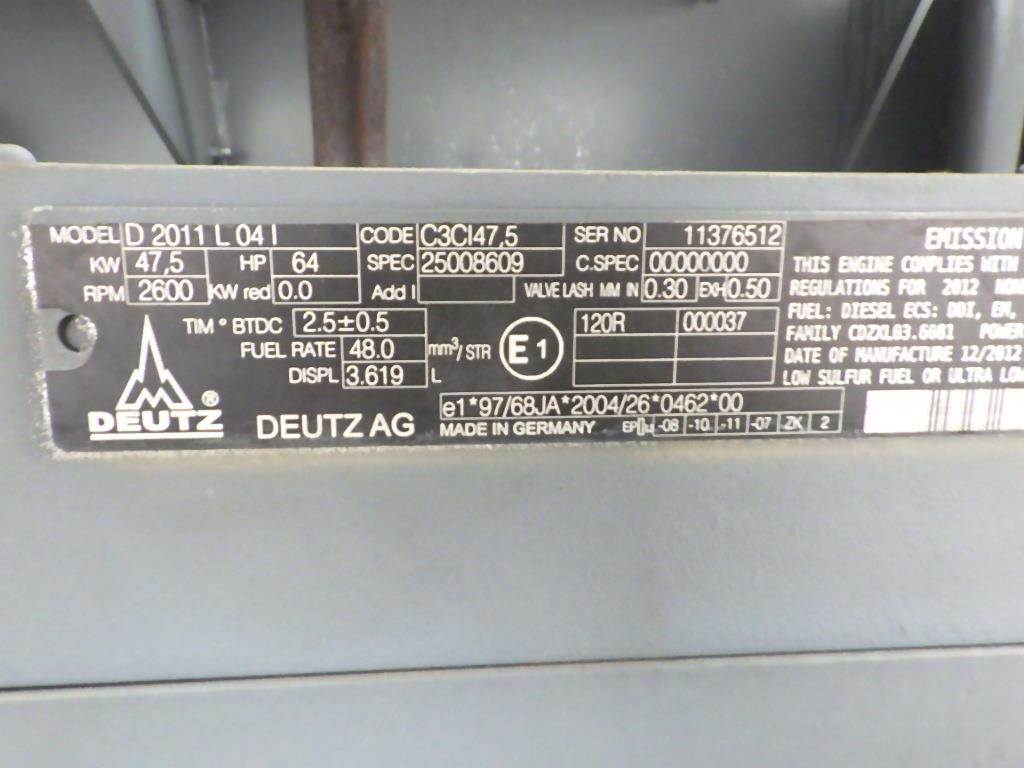 MODEL D 2011 L 04 I CODE C3CI47,5 SER NO 11376512
KW 47,5 HP 64 SPEC 25008609 C.SPEC 00000000
RPM 2600 KW red 0.0 Add I VALVE LASH MM IN 0.30 EXH 0.50
TIM ° BTDC 2.5±0.5 120R 000037
FUEL RATE 48.0 mm³/STR E1
DISPL 3.619 L
DEUTZ ®
DEUTZ AG
e1*97/68JA*2004/26*0462*00
MADE IN GERMANY -08 -10 -11 -07 ZK 2
EMISSION
THIS ENGINE COMPLIES WITH
REGULATIONS FOR 2012
FUEL: DIESEL ECS: DDI, EM,
FAMILY CDZXL03.6081 POWER
DATE OF MANUFACTURE 12/2012
LOW SULFUR FUEL OR ULTRA